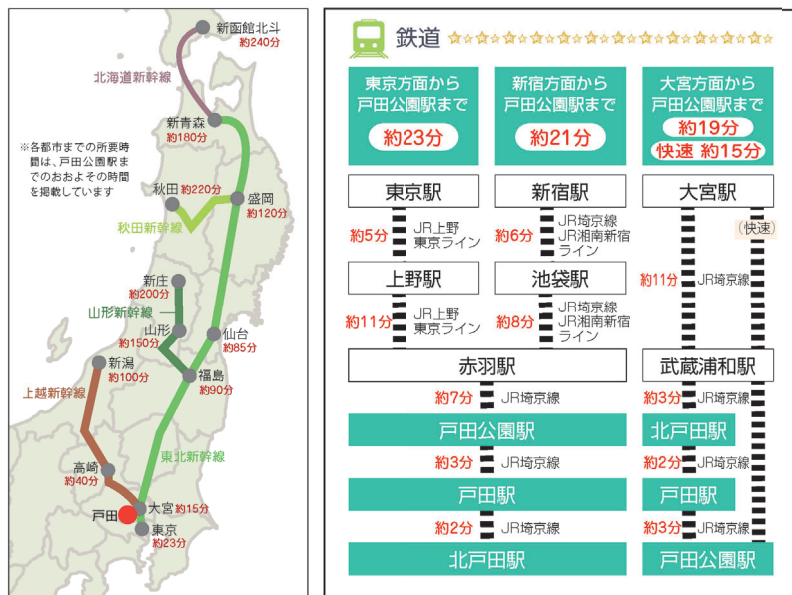 新函館北斗
約240分
北海道新幹線
新青森
約180分
※各都市までの所要時
間は、戸田公園駅ま
でのおおよその時間
を掲載しています
秋田 約220分
盛岡
約120分
秋田新幹線
新庄
約200分
山形新幹線
山形
約150分
仙台
約85分
新潟
約100分
福島
約90分
上越新幹線
東北新幹線
高崎
約40分
戸田
大宮 約15分
東京
約23分
鉄道
東京方面から
戸田公園駅まで
約23分
新宿方面から
戸田公園駅まで
約21分
大宮方面から
戸田公園駅まで
約19分
快速 約15分
東京駅
約5分
JR上野
東京ライン
上野駅
約11分
JR上野
東京ライン
新宿駅
約6分
JR埼京線
JR湘南新宿
ライン
池袋駅
約8分
JR埼京線
JR湘南新宿
ライン
赤羽駅
約7分
JR埼京線
戸田公園駅
約3分
JR埼京線
戸田駅
約2分
JR埼京線
北戸田駅
大宮駅
(快速)
約11分
JR埼京線
武蔵浦和駅
約3分
JR埼京線
北戸田駅
約2分
JR埼京線
戸田駅
約3分
JR埼京線
戸田公園駅